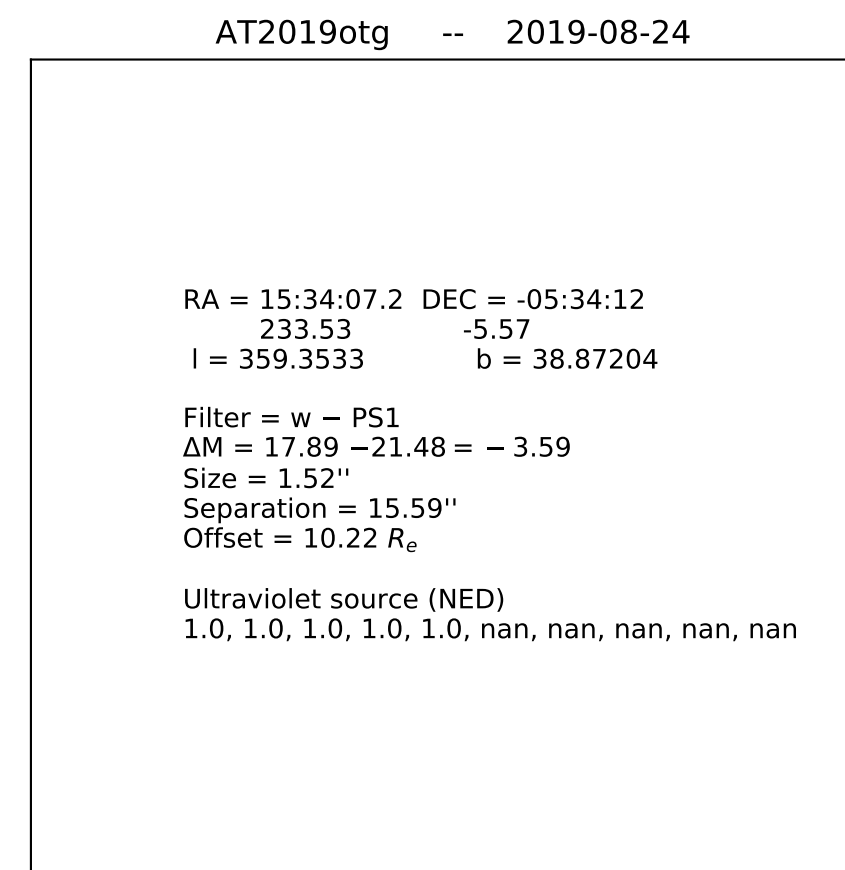 AT2019otg -- 2019-08-24
RA = 15:34:07.2 DEC = -05:34:12
233.53 -5.57
l = 359.3533 b = 38.87204
Filter = w − PS1
ΔM = 17.89 −21.48 = − 3.59
Size = 1.52''
Separation = 15.59''
Offset = 10.22 Rₑ
Ultraviolet source (NED)
1.0, 1.0, 1.0, 1.0, 1.0, nan, nan, nan, nan, nan